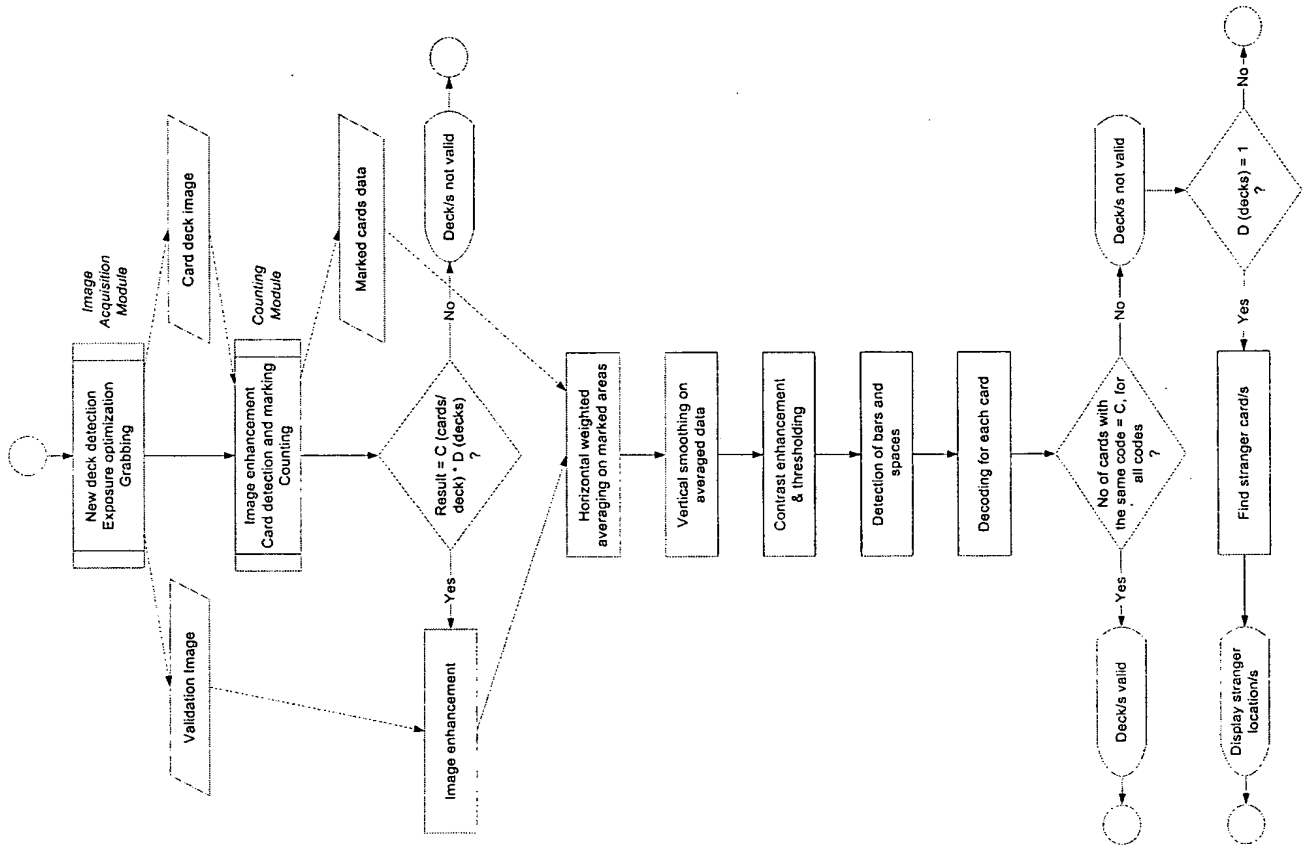 Image
Acquisition
Module
New deck detection
Exposure optimization
Grabbing
Validation Image
Card deck image
Counting
Module
Image enhancement
Card detection and marking
Counting
Marked cards data
Result = C (cards/
deck) * D (decks)
?
Yes
No
Deck/s not valid
Image enhancement
Horizontal weighted
averaging on marked areas
Vertical smoothing on
averaged data
Contrast enhancement
& thresholding
Detection of bars and
spaces
Decoding for each card
No of cards with
the same code = C, for
all codes
?
Yes
No
Deck/s valid
Deck/s not valid
D (decks) = 1
?
Yes
No
Find stranger card/s
Display stranger
location/s